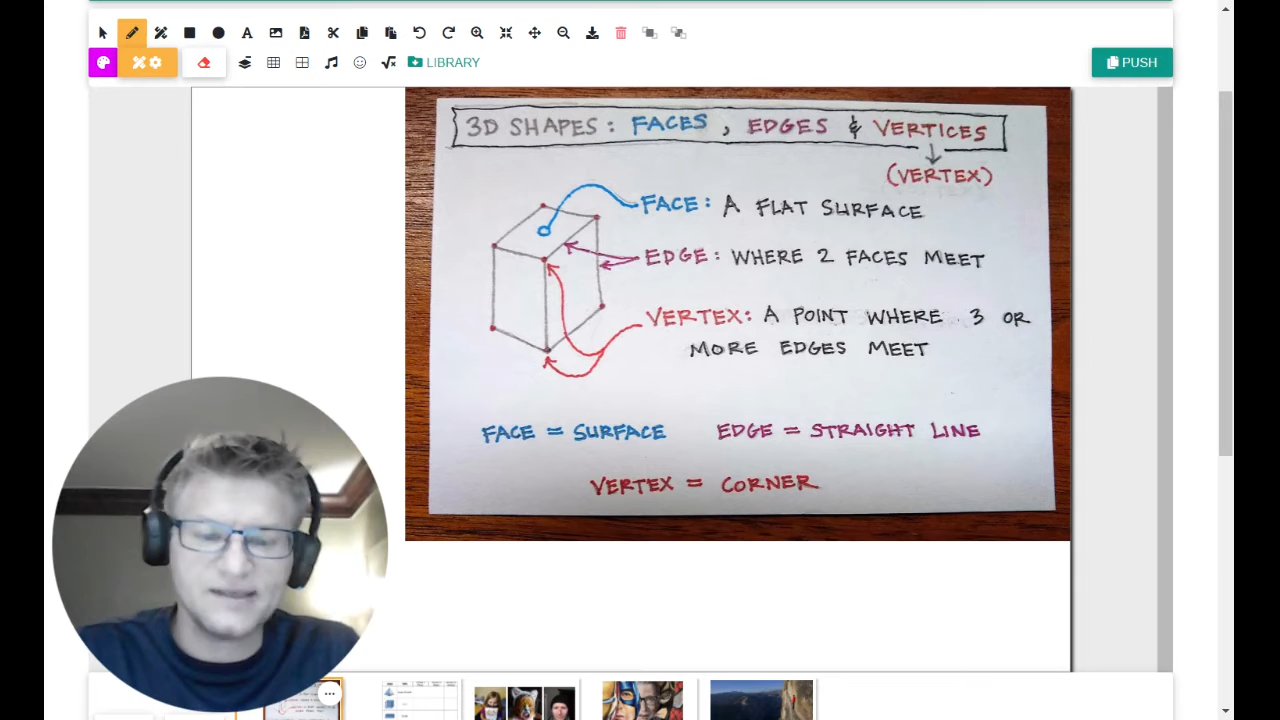 LIBRARY
PUSH
3D SHAPES: FACES, EDGES & VERTICES
(VERTEX)
FACE: A FLAT SURFACE
EDGE: WHERE 2 FACES MEET
VERTEX: A POINT WHERE 3 OR
MORE EDGES MEET
FACE = SURFACE EDGE = STRAIGHT LINE
VERTEX = CORNER